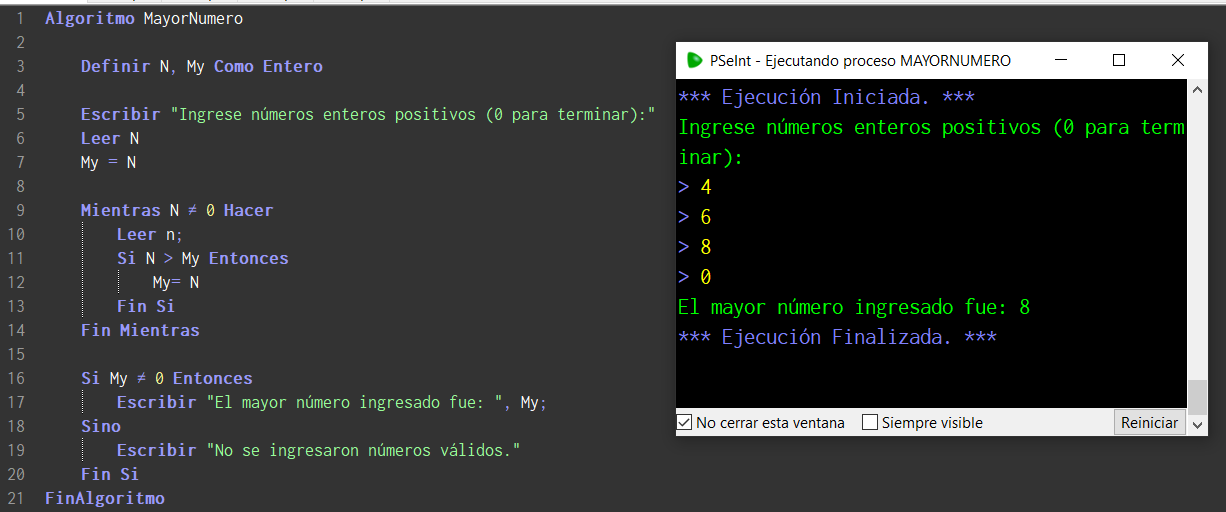 1 Algoritmo MayorNumero
2
3 Definir N, My Como Entero
4
5 Escribir "Ingrese números enteros positivos (0 para terminar):"
6 Leer N
7 My = N
8
9 Mientras N ≠ 0 Hacer
10 Leer n;
11 Si N > My Entonces
12 My= N
13 Fin Si
14 Fin Mientras
15
16 Si My ≠ 0 Entonces
17 Escribir "El mayor número ingresado fue: ", My;
18 Sino
19 Escribir "No se ingresaron números válidos."
20 Fin Si
21 FinAlgoritmo
PSeInt - Ejecutando proceso MAYORNUMERO
*** Ejecución Iniciada. ***
Ingrese números enteros positivos (0 para term
inar):
> 4
> 6
> 8
> 0
El mayor número ingresado fue: 8
*** Ejecución Finalizada. ***
No cerrar esta ventana Siempre visible Reiniciar